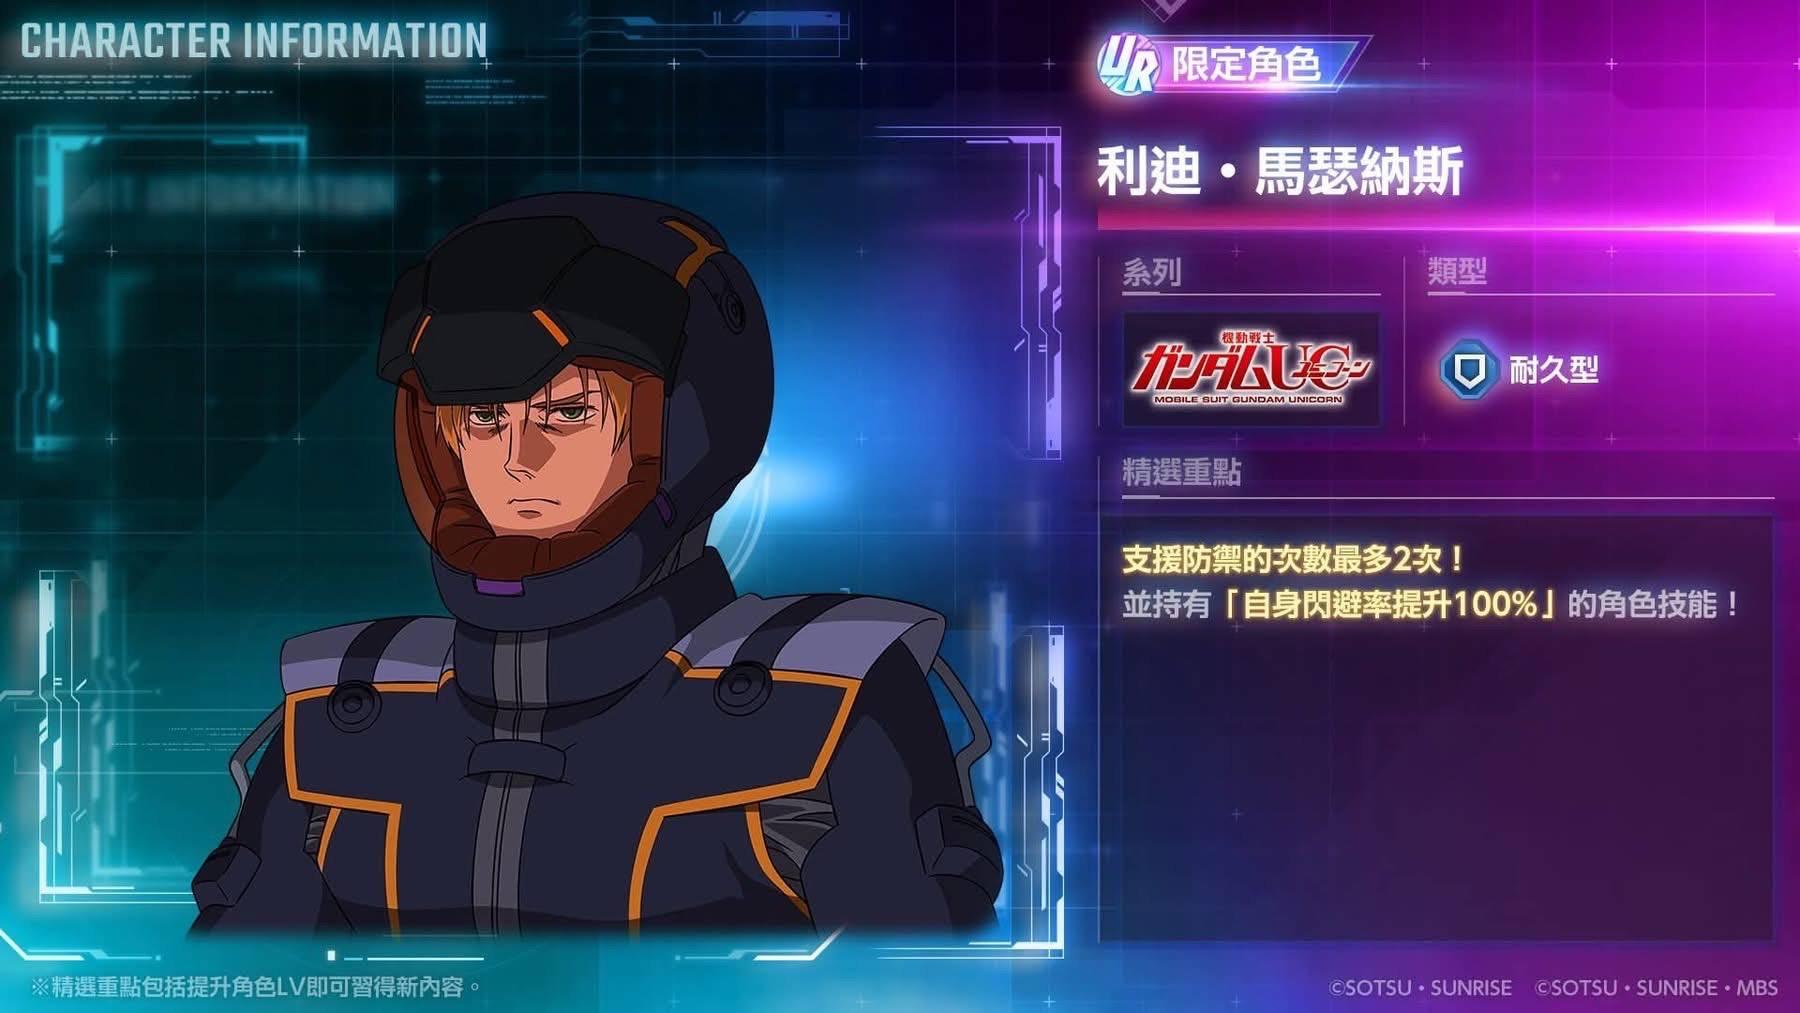 CHARACTER INFORMATION
UR 限定角色
利迪・馬瑟納斯
系列
類型
機動戦士
ガンダムUC
ユニコーン
MOBILE SUIT GUNDAM UNICORN
耐久型
精選重點
支援防禦的次數最多2次！
並持有「自身閃避率提升100%」的角色技能！
※精選重點包括提升角色LV即可習得新內容。
©SOTSU・SUNRISE ©SOTSU・SUNRISE・MBS